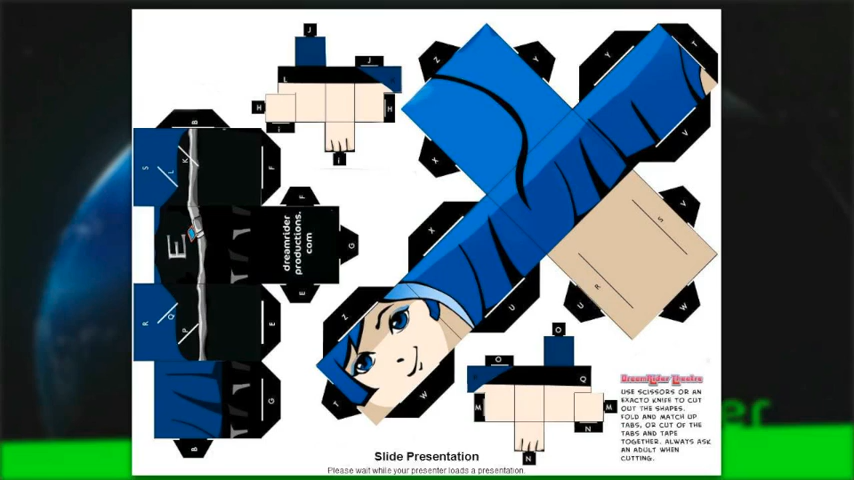 J
J
L
H
H
i
i
Z
Y
X
Y
T
V
B
S
L
K
F
F
E
dreamrider
productions.
com
G
E
R
Q
P
E
G
B
X
U
Z
T
W
S
R
V
U
W
O
O
Q
M
M
N
N
DreamRider Theatre
USE SCISSORS OR AN
EXACTO KNIFE TO CUT
OUT THE SHAPES.
FOLD AND MATCH UP
TABS, OR CUT OF THE
TABS AND TAPE
TOGETHER. ALWAYS ASK
AN ADULT WHEN
CUTTING.
er
Slide Presentation
Please wait while your presenter loads a presentation.